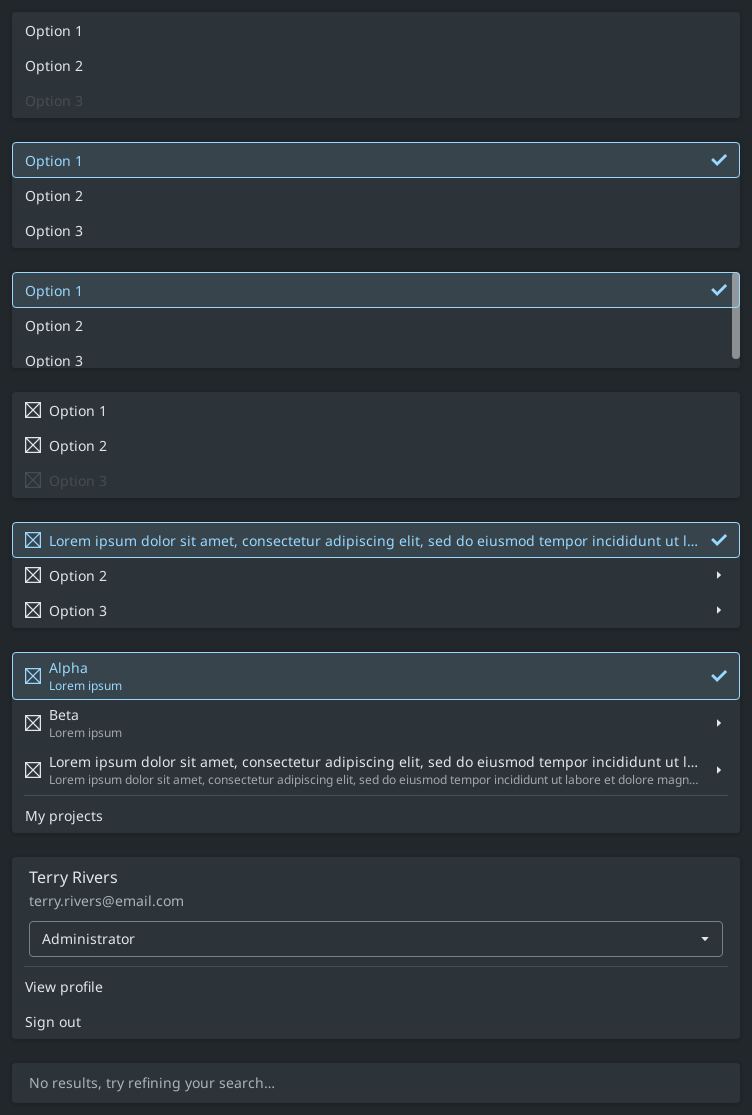 Option 1
Option 2
Option 3
Option 1
Option 2
Option 3
Option 1
Option 2
Option 3
Option 1
Option 2
Option 3
Lorem ipsum dolor sit amet, consectetur adipiscing elit, sed do eiusmod tempor incididunt ut l...
Option 2
Option 3
Alpha
Lorem ipsum
Beta
Lorem ipsum
Lorem ipsum dolor sit amet, consectetur adipiscing elit, sed do eiusmod tempor incididunt ut l...
Lorem ipsum dolor sit amet, consectetur adipiscing elit, sed do eiusmod tempor incididunt ut labore et dolore magn...
My projects
Terry Rivers
terry.rivers@email.com
Administrator
View profile
Sign out
No results, try refining your search...